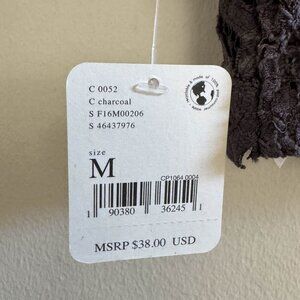 C 0052
C charcoal
S F16M00206
S 46437976
size
M
CP1064 0004
1 90380 36245 1
MSRP $38.00 USD